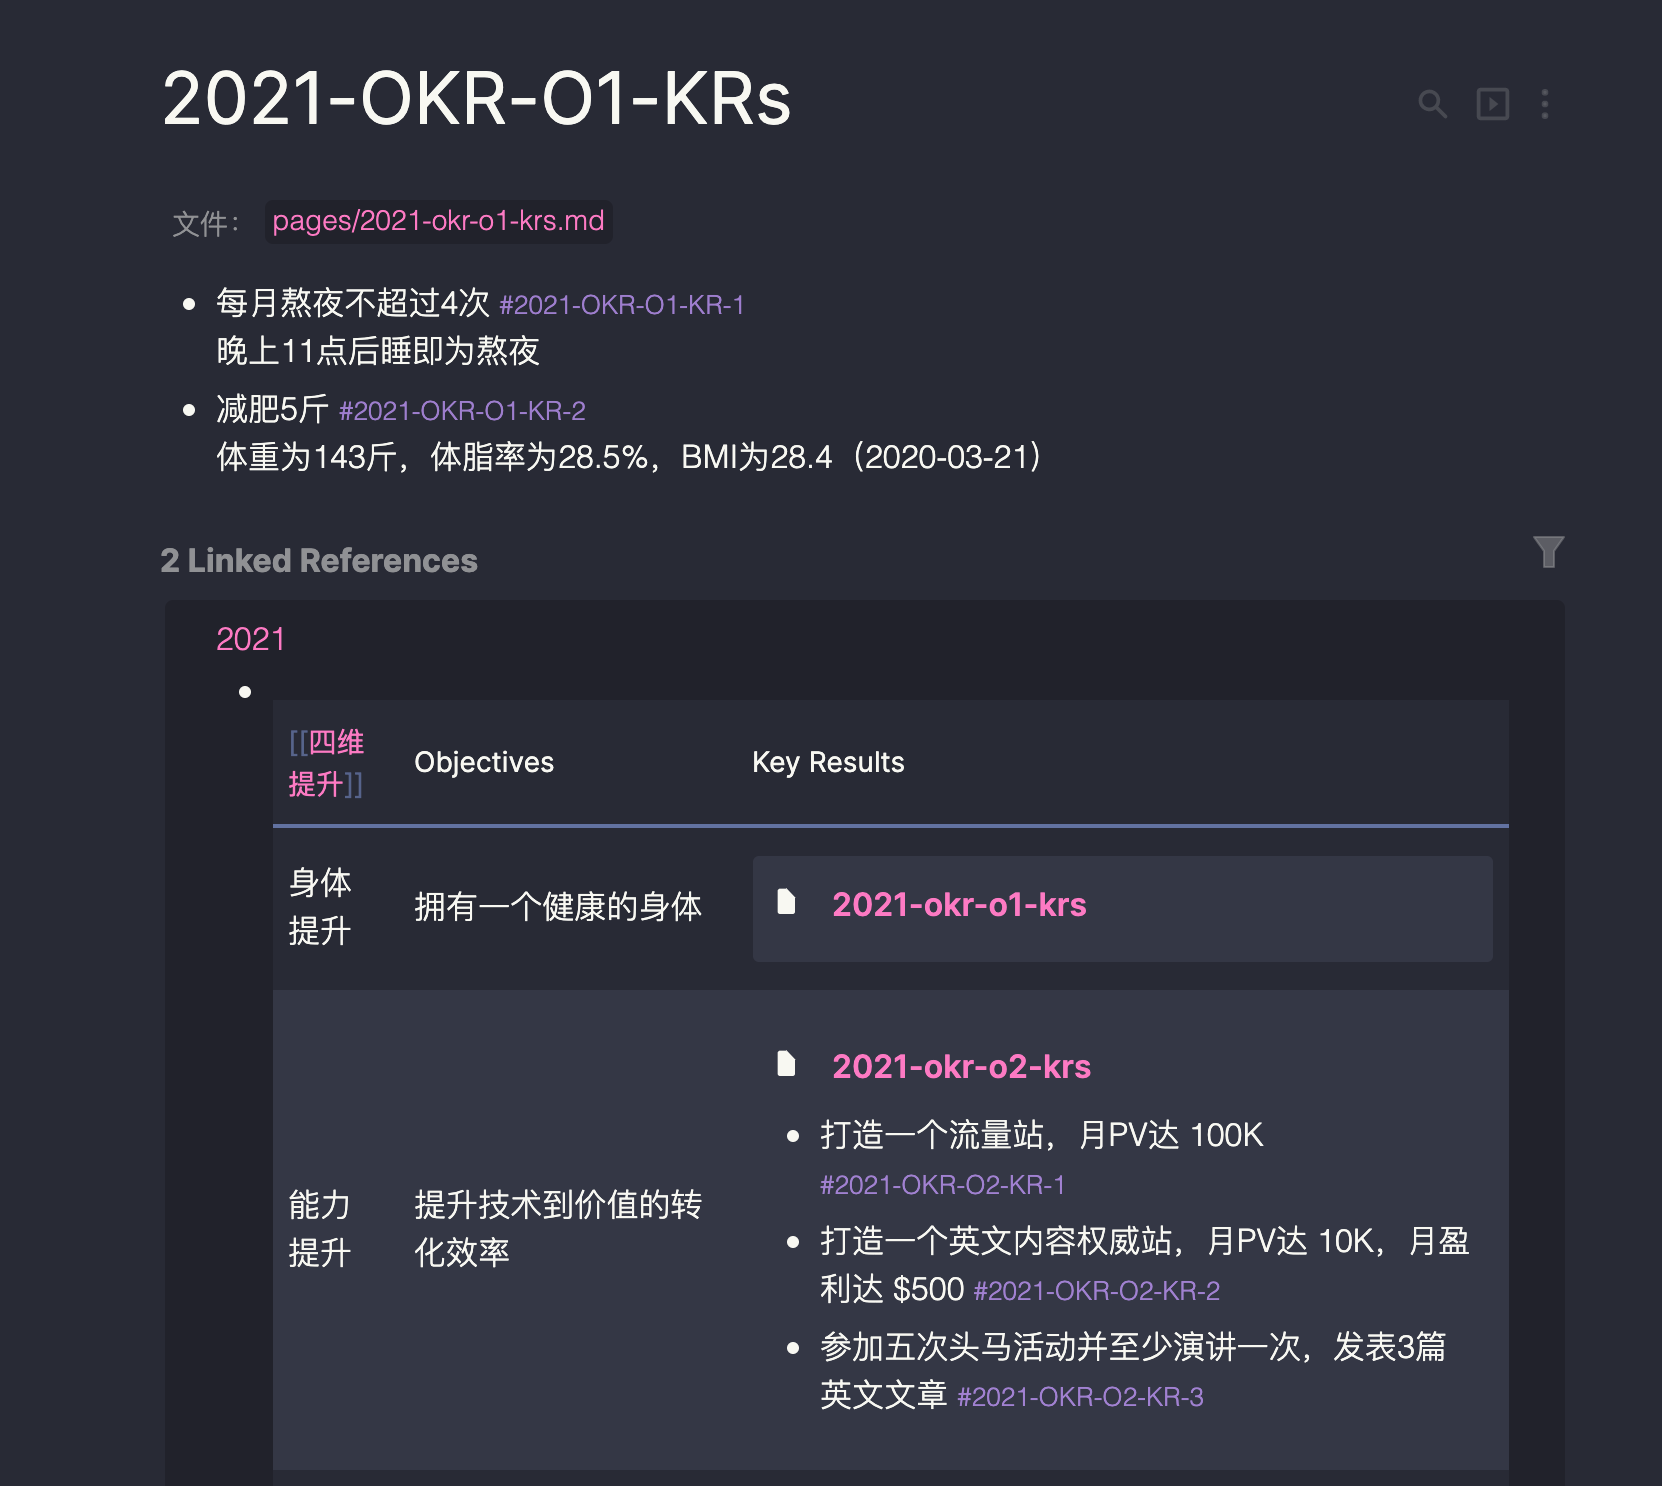 2021-OKR-O1-KRs
文件： pages/2021-okr-o1-krs.md
每月熬夜不超过4次 #2021-OKR-O1-KR-1
晚上11点后睡即为熬夜
减肥5斤 #2021-OKR-O1-KR-2
体重为143斤，体脂率为28.5%，BMI为28.4（2020-03-21）
2 Linked References
2021
[[四维
提升]]
Objectives
Key Results
身体
提升
拥有一个健康的身体
2021-okr-o1-krs
能力
提升
提升技术到价值的转
化效率
2021-okr-o2-krs
打造一个流量站，月PV达 100K
#2021-OKR-O2-KR-1
打造一个英文内容权威站，月PV达 10K，月盈
利达 $500 #2021-OKR-O2-KR-2
参加五次头马活动并至少演讲一次，发表3篇
英文文章 #2021-OKR-O2-KR-3